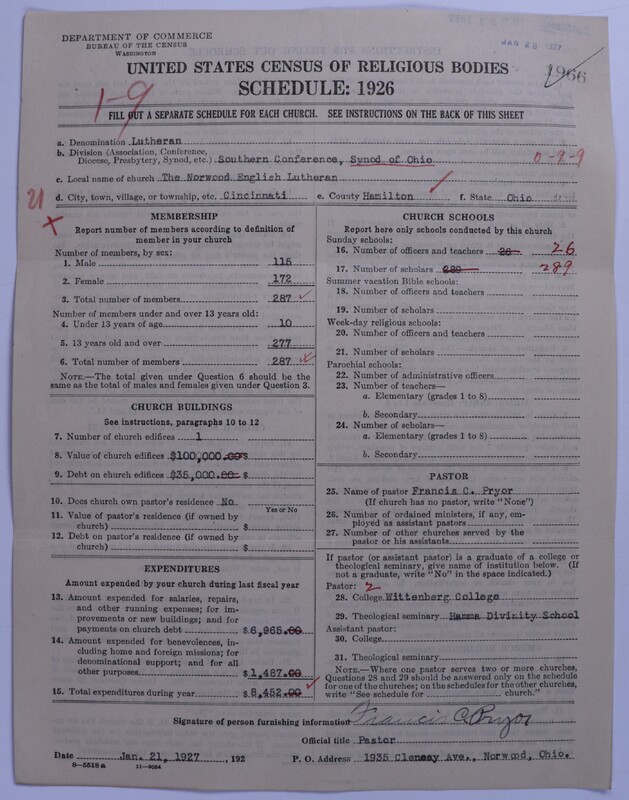 DEPARTMENT OF COMMERCE
BUREAU OF THE CENSUS
WASHINGTON
JAN 28 1927
UNITED STATES CENSUS OF RELIGIOUS BODIES
1966
SCHEDULE: 1926
1-9
FILL OUT A SEPARATE SCHEDULE FOR EACH CHURCH. SEE INSTRUCTIONS ON THE BACK OF THIS SHEET
a. Denomination Lutheran
b. Division (Association, Conference,
Diocese, Presbytery, Synod, etc.) Southern Conference, Synod of Ohio 0-9-9
c. Local name of church The Norwood English Lutheran
d. City, town, village, or township, etc. Cincinnati e. County Hamilton f. State Ohio
21
X
MEMBERSHIP
Report number of members according to definition of
member in your church
Number of members, by sex:
1. Male 115
2. Female 172
3. Total number of members 287
Number of members under and over 13 years old:
4. Under 13 years of age 10
5. 13 years old and over 277
6. Total number of members 287
NOTE.—The total given under Question 6 should be
the same as the total of males and females given under Question 3.
CHURCH BUILDINGS
See instructions, paragraphs 10 to 12
7. Number of church edifices 1
8. Value of church edifices $100,000.00 $
9. Debt on church edifices $35,000.00 $
10. Does church own pastor's residence No
Yes or No
11. Value of pastor's residence (if owned by
church) $
12. Debt on pastor's residence (if owned by
church) $
EXPENDITURES
Amount expended by your church during last fiscal year
13. Amount expended for salaries, repairs,
and other running expenses; for im-
provements or new buildings; and for
payments on church debt $6,965.00
14. Amount expended for benevolences, in-
cluding home and foreign missions; for
denominational support; and for all
other purposes $1,487.00
15. Total expenditures during year $8,452.00
CHURCH SCHOOLS
Report here only schools conducted by this church
Sunday schools:
16. Number of officers and teachers 26 26
17. Number of scholars 289 289
Summer vacation Bible schools:
18. Number of officers and teachers
19. Number of scholars
Week-day religious schools:
20. Number of officers and teachers
21. Number of scholars
Parochial schools:
22. Number of administrative officers
23. Number of teachers—
a. Elementary (grades 1 to 8)
b. Secondary
24. Number of scholars—
a. Elementary (grades 1 to 8)
b. Secondary
PASTOR
25. Name of pastor Francis C. Pryor
(If church has no pastor, write "None")
26. Number of ordained ministers, if any, em-
ployed as assistant pastors
27. Number of other churches served by the
pastor or his assistants
If pastor (or assistant pastor) is a graduate of a college or
theological seminary, give name of institution below. (If
not a graduate, write "No" in the space indicated.)
Pastor: 2
28. College Wittenberg College
29. Theological seminary Hamma Divinity School
Assistant pastor:
30. College
31. Theological seminary
NOTE.—Where one pastor serves two or more churches,
Questions 28 and 29 should be answered only on the schedule
for one of the churches; on the schedules for the other churches,
write "See schedule for church."
Signature of person furnishing information Francis C. Pryor
Official title Pastor
Date Jan. 21, 1927 , 192 P. O. Address 1935 Cleneay Ave., Norwood, Ohio.
8-5518a 11-9084